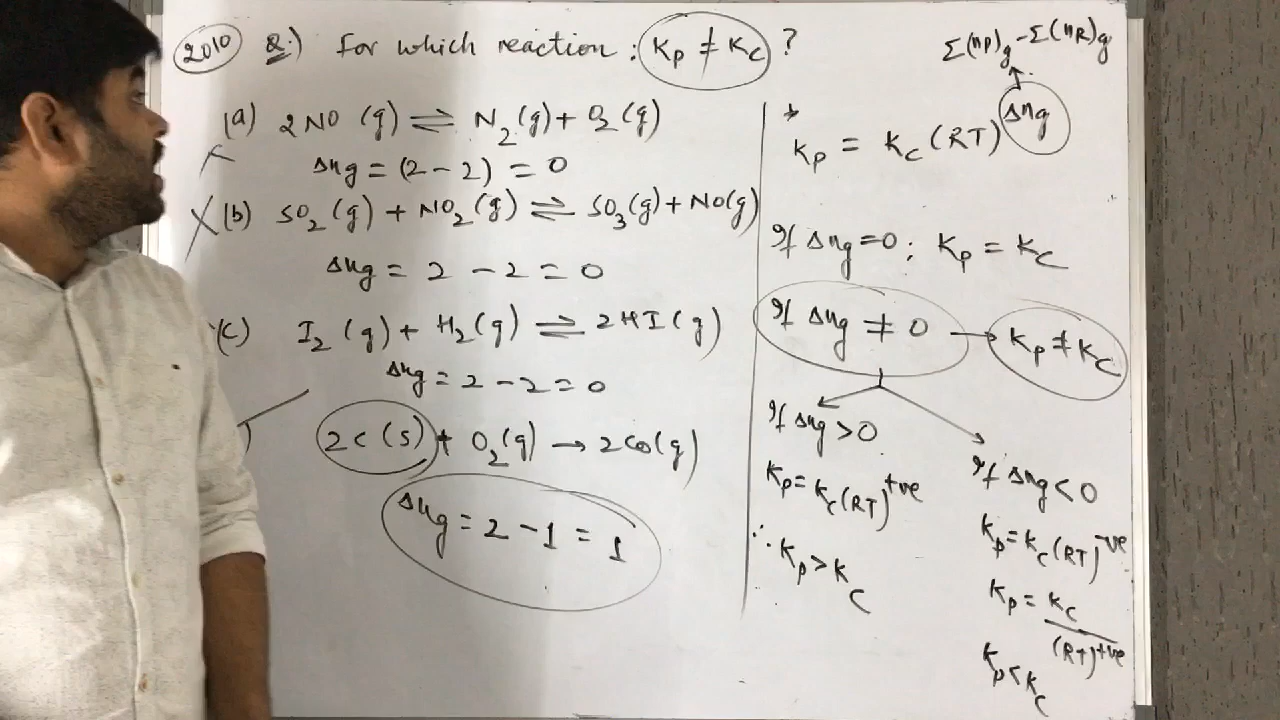 2010 Q:) For which reaction : Kp ≠ Kc ?
(a) 2NO (g) ⇌ N2(g) + O2(g)
Δng = (2 - 2) = 0
(b) SO2(g) + NO2(g) ⇌ SO3(g) + NO(g)
Δng = 2 - 2 = 0
(c) I2(g) + H2(g) ⇌ 2HI(g)
Δng = 2 - 2 = 0
) 2C(s) + O2(g) → 2CO(g)
Δng = 2 - 1 = 1
Σ(nP)g - Σ(nR)g
Δng
* Kp = Kc (RT)
If Δng = 0 : Kp = Kc
If Δng ≠ 0 → Kp ≠ Kc
If Δng > 0
Kp = Kc (RT)+ve
∴ Kp > Kc
If Δng < 0
Kp = Kc (RT)-ve
Kp = Kc
(RT)+ve
Kp < Kc